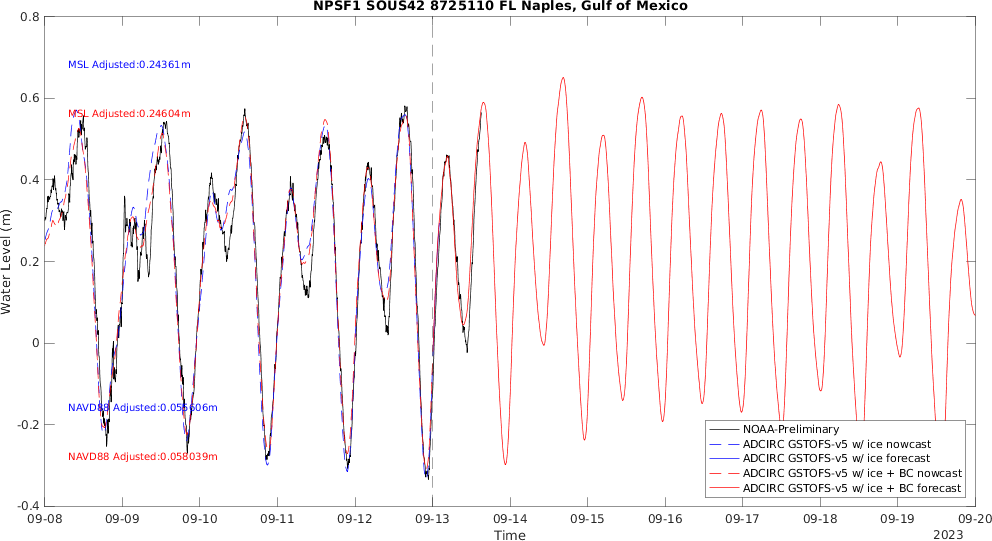 NPSF1 SOUS42 8725110 FL Naples, Gulf of Mexico
0.8
0.6
0.4
0.2
0
-0.2
-0.4
Water Level (m)
MSL Adjusted:0.24361m
MSL Adjusted:0.24604m
NAVD88 Adjusted:0.055606m
NAVD88 Adjusted:0.058039m
NOAA-Preliminary
ADCIRC GSTOFS-v5 w/ ice nowcast
ADCIRC GSTOFS-v5 w/ ice forecast
ADCIRC GSTOFS-v5 w/ ice + BC nowcast
ADCIRC GSTOFS-v5 w/ ice + BC forecast
09-08 09-09 09-10 09-11 09-12 09-13 09-14 09-15 09-16 09-17 09-18 09-19 09-20
Time
2023